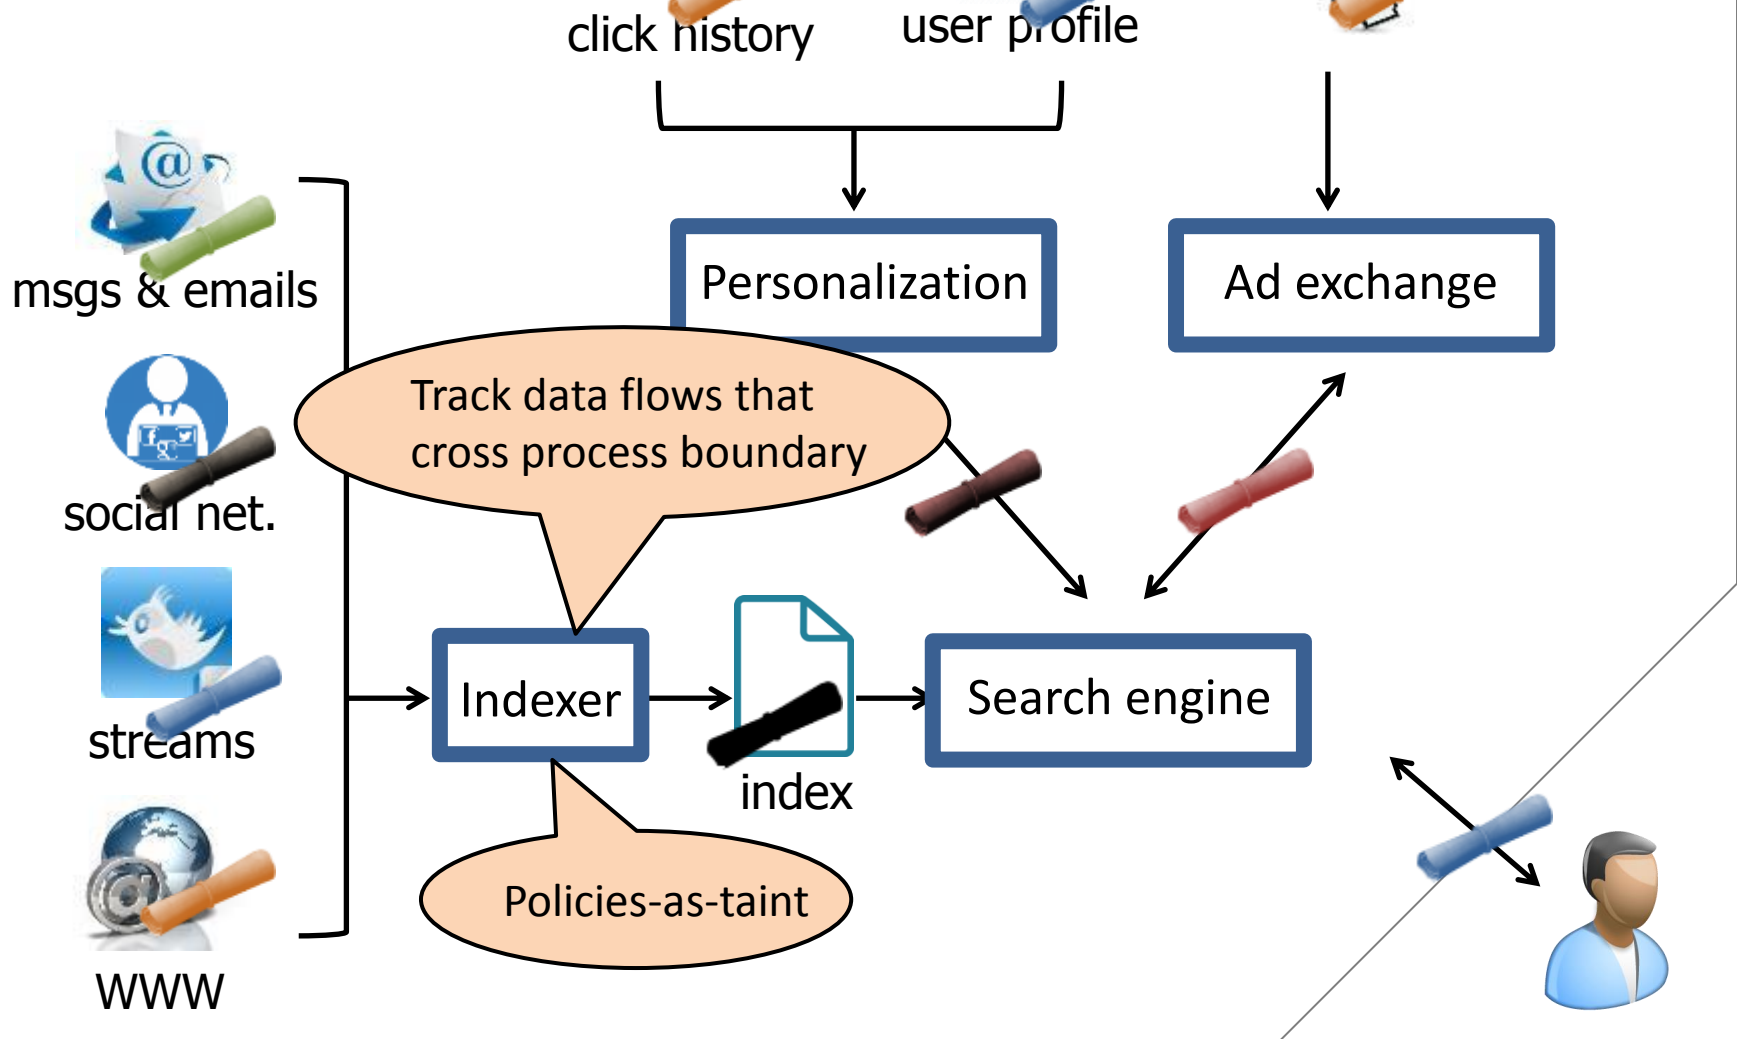 click history
user profile
msgs & emails
Personalization
Ad exchange
Track data flows that
cross process boundary
social net.
streams
Indexer
index
Search engine
Policies-as-taint
WWW